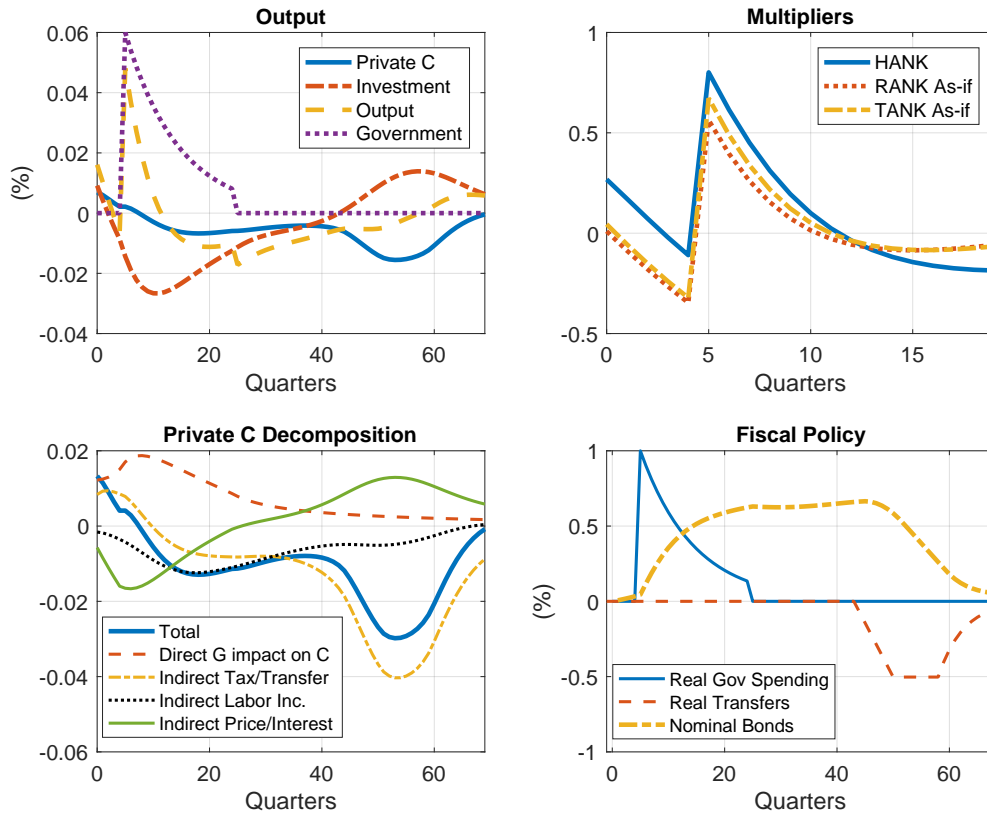 Output
0.06
0.04
0.02
0
-0.02
-0.04
(%)
0
20
40
60
Quarters
Private C
Investment
Output
Government
Multipliers
1
0.5
0
-0.5
0
5
10
15
Quarters
HANK
RANK As-if
TANK As-if
Private C Decomposition
0.02
0
-0.02
-0.04
-0.06
0
20
40
60
Quarters
Total
Direct G impact on C
Indirect Tax/Transfer
Indirect Labor Inc.
Indirect Price/Interest
Fiscal Policy
1
0.5
0
-0.5
-1
(%)
0
20
40
60
Quarters
Real Gov Spending
Real Transfers
Nominal Bonds